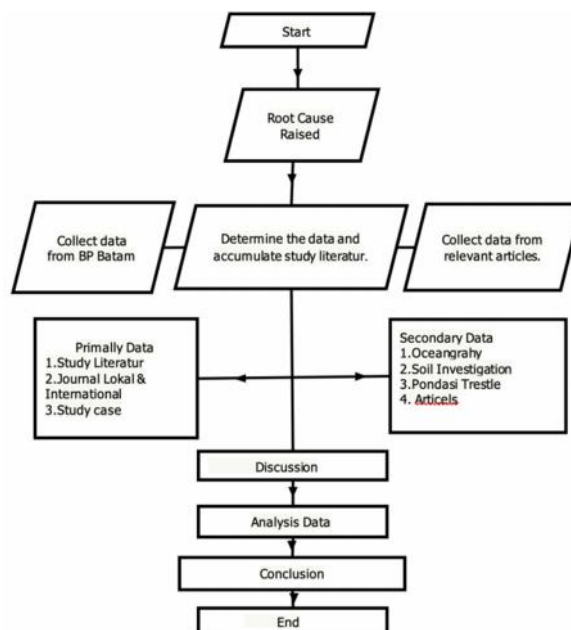 Start
Root Cause
Raised
Collect data
from BP Batam
Determine the data and
accumulate study literatur.
Collect data from
relevant articles.
Primally Data
1.Study Literatur
2.Journal Lokal &
International
3.Study case
Secondary Data
1.Oceangrahy
2.Soil Investigation
3.Pondasi Trestle
4. Articels
Discussion
Analysis Data
Conclusion
End